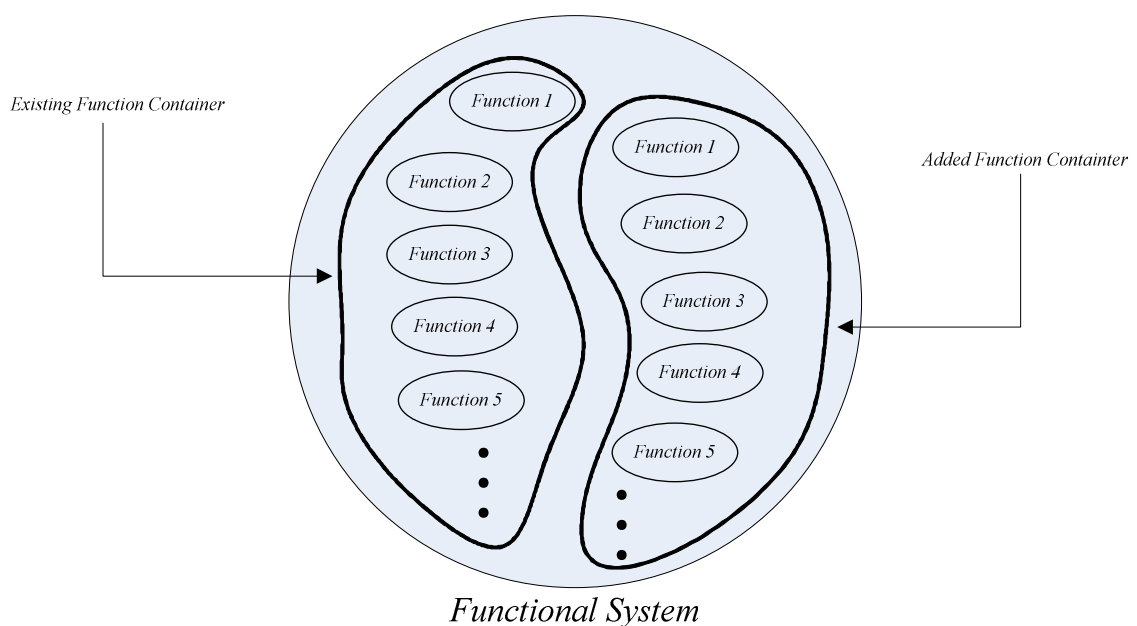 Existing Function Container
Function 1
Function 2
Function 3
Function 4
Function 5
Function 1
Function 2
Function 3
Function 4
Function 5
Added Function Containter
Functional System